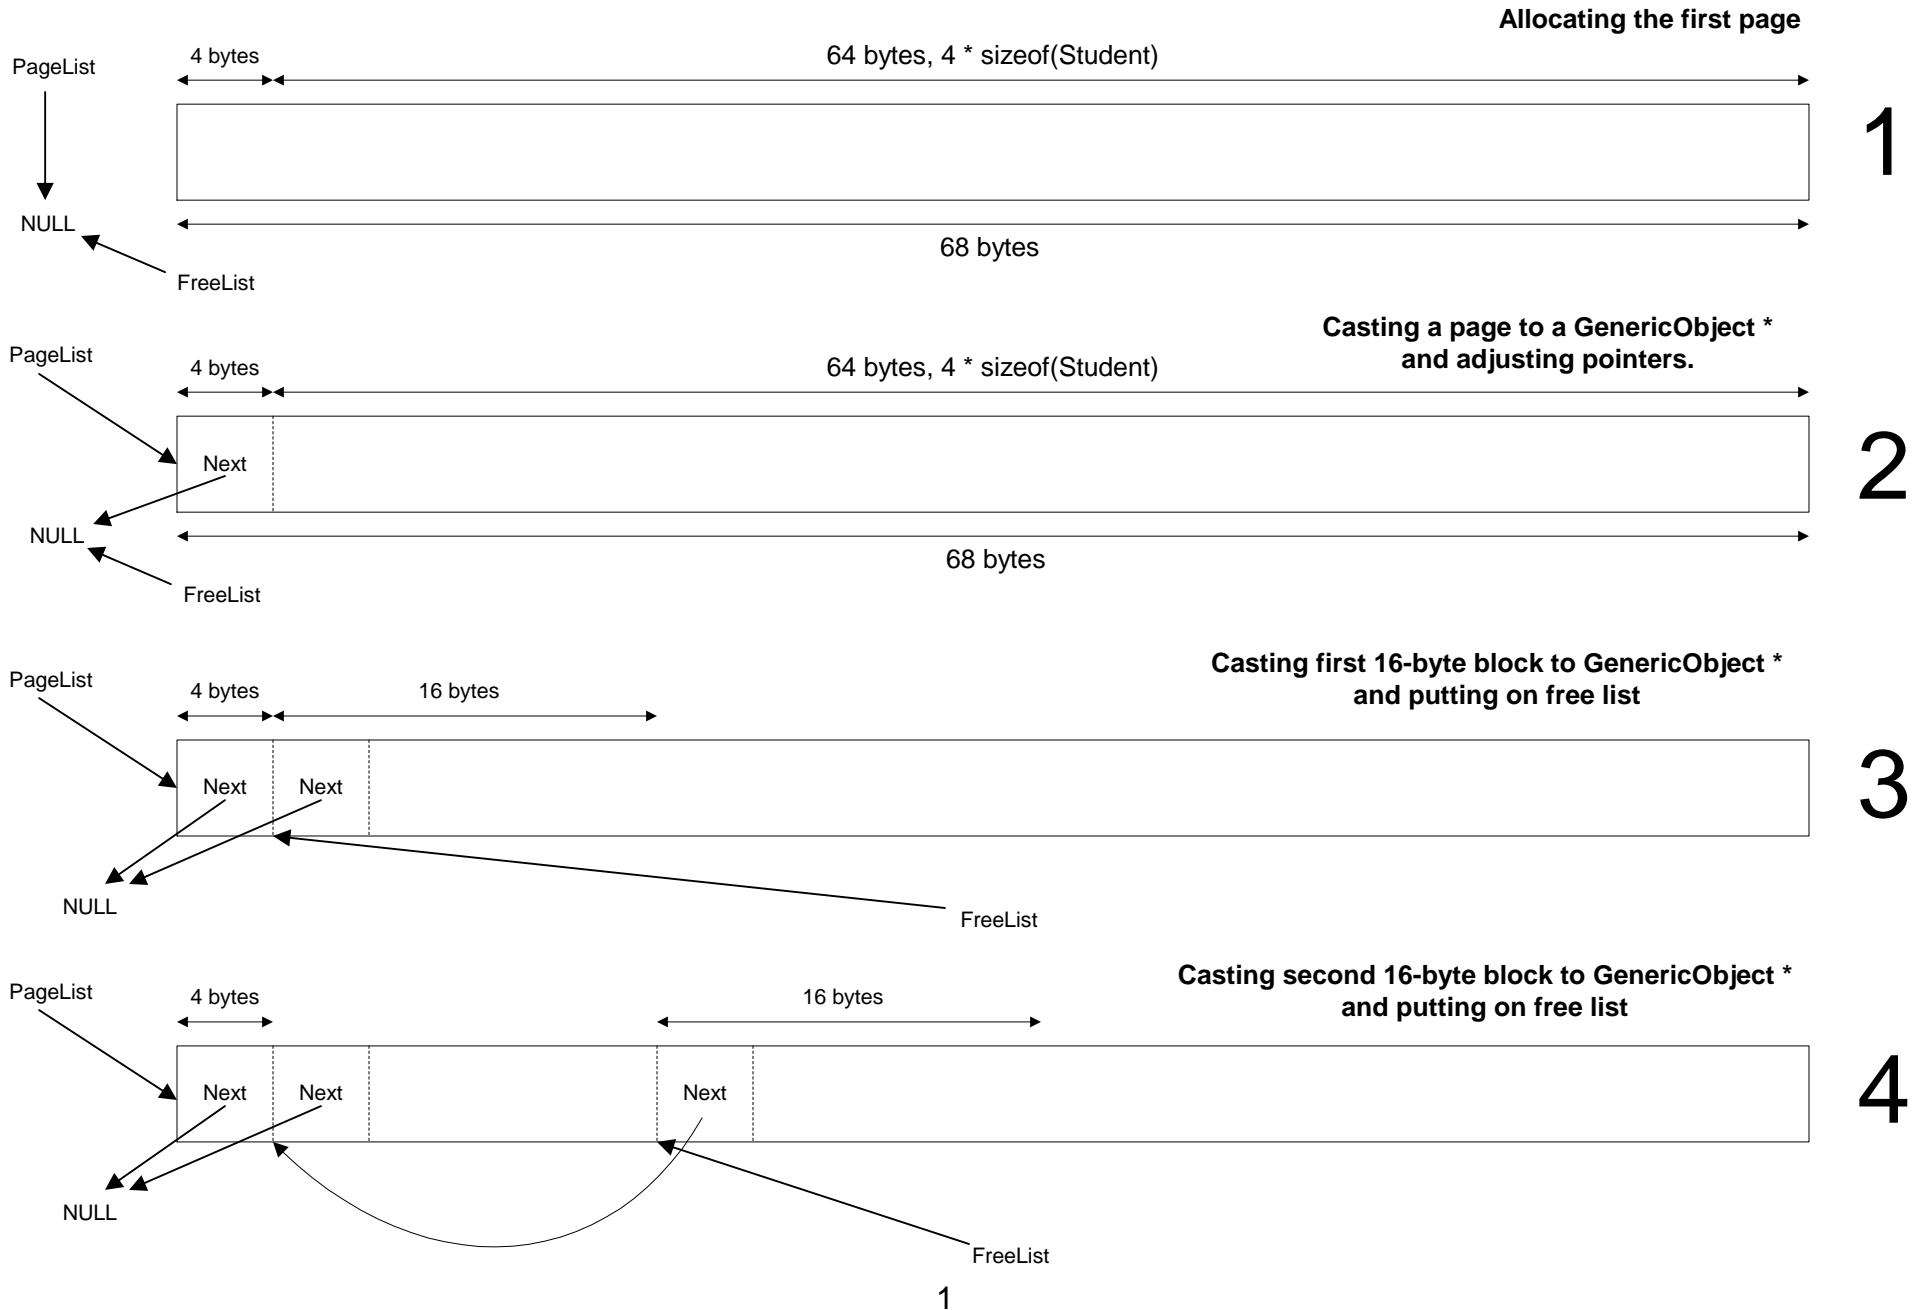 Allocating the first page
PageList
4 bytes
64 bytes, 4 * sizeof(Student)
1
NULL
68 bytes
FreeList
Casting a page to a GenericObject *
and adjusting pointers.
PageList
4 bytes
64 bytes, 4 * sizeof(Student)
Next
2
NULL
68 bytes
FreeList
Casting first 16-byte block to GenericObject *
and putting on free list
PageList
4 bytes
16 bytes
Next
Next
3
NULL
FreeList
Casting second 16-byte block to GenericObject *
and putting on free list
PageList
4 bytes
16 bytes
Next
Next
Next
4
NULL
FreeList
1